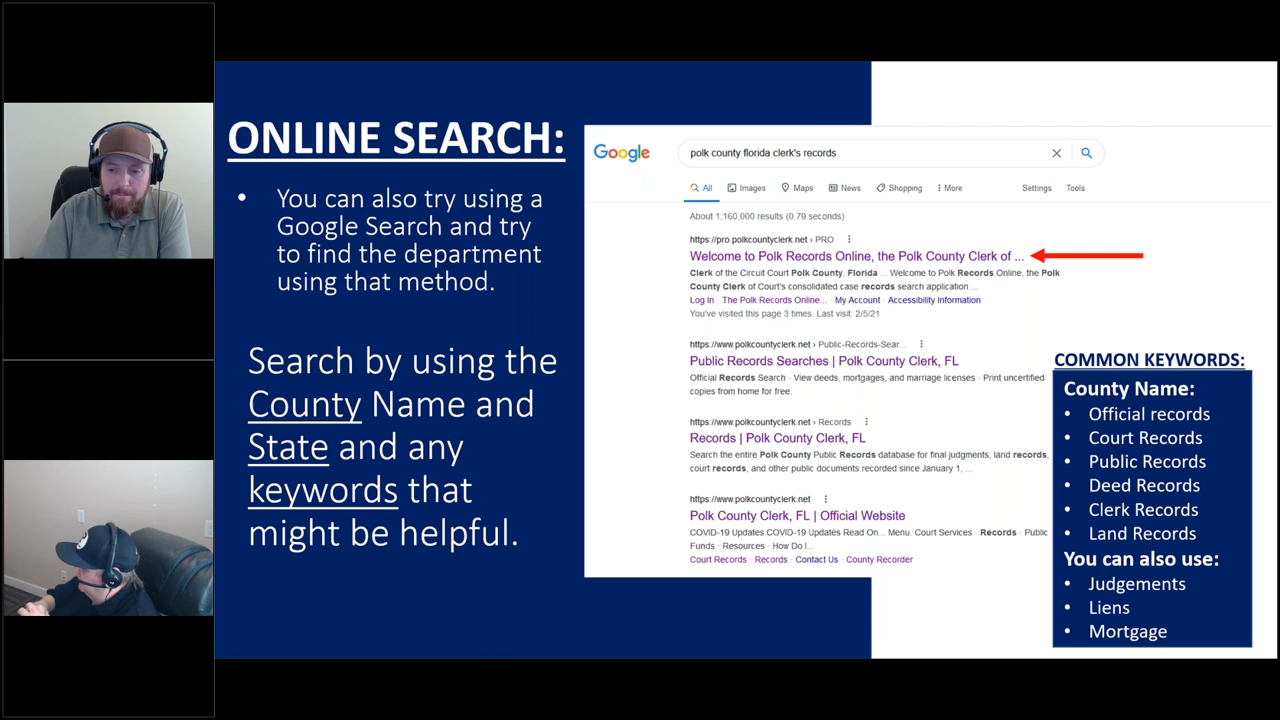 ONLINE SEARCH:
• You can also try using a
Google Search and try
to find the department
using that method.
Search by using the
County Name and
State and any
keywords that
might be helpful.
Google
polk county florida clerk's records
All Images Maps News Shopping More Settings Tools
About 1,160,000 results (0.79 seconds)
https://pro.polkcountyclerk.net › PRO
Welcome to Polk Records Online, the Polk County Clerk of ...
Clerk of the Circuit Court Polk County, Florida ... Welcome to Polk Records Online, the Polk
County Clerk of Court's consolidated case records search application ...
Log In · The Polk Records Online... · My Account · Accessibility Information
You've visited this page 3 times. Last visit: 2/5/21
https://www.polkcountyclerk.net › Public-Records-Sear...
Public Records Searches | Polk County Clerk, FL
Official Records Search · View deeds, mortgages, and marriage licenses · Print uncertified
copies from home for free.
https://www.polkcountyclerk.net › Records
Records | Polk County Clerk, FL
Search the entire Polk County Public Records database for final judgments, land records,
court records, and other public documents recorded since January 1, ...
https://www.polkcountyclerk.net
Polk County Clerk, FL | Official Website
COVID-19 Updates COVID-19 Updates Read On... Menu. Court Services · Records · Public
Funds · Resources · How Do I...
Court Records · Records · Contact Us · County Recorder
COMMON KEYWORDS:
County Name:
• Official records
• Court Records
• Public Records
• Deed Records
• Clerk Records
• Land Records
You can also use:
• Judgements
• Liens
• Mortgage